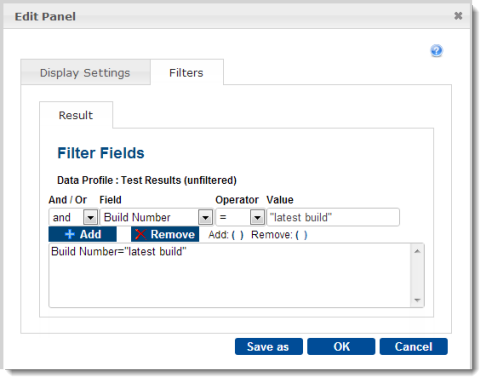 Edit Panel
Display Settings Filters
Result
Filter Fields
Data Profile : Test Results (unfiltered)
And / Or Field Operator Value
and Build Number = "latest build"
+ Add X Remove Add: ( ) Remove: ( )
Build Number="latest build"
Save as OK Cancel